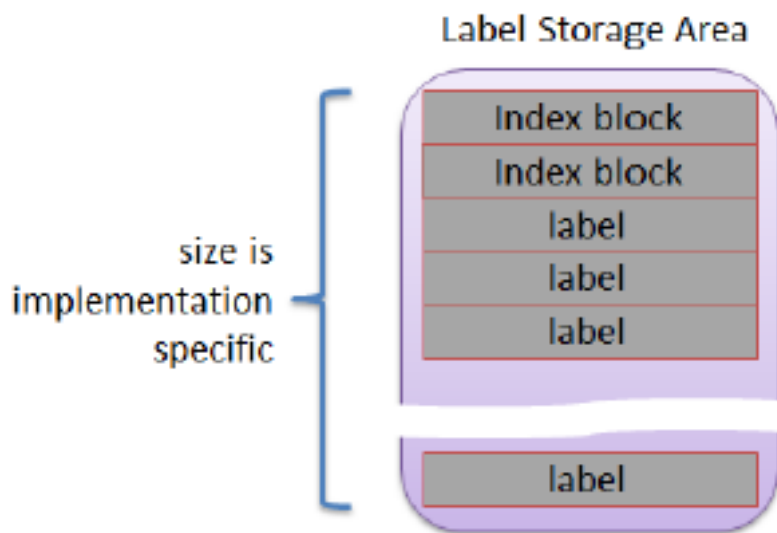 Label Storage Area
Index block
Index block
label
label
label
size is
implementation
specific
label